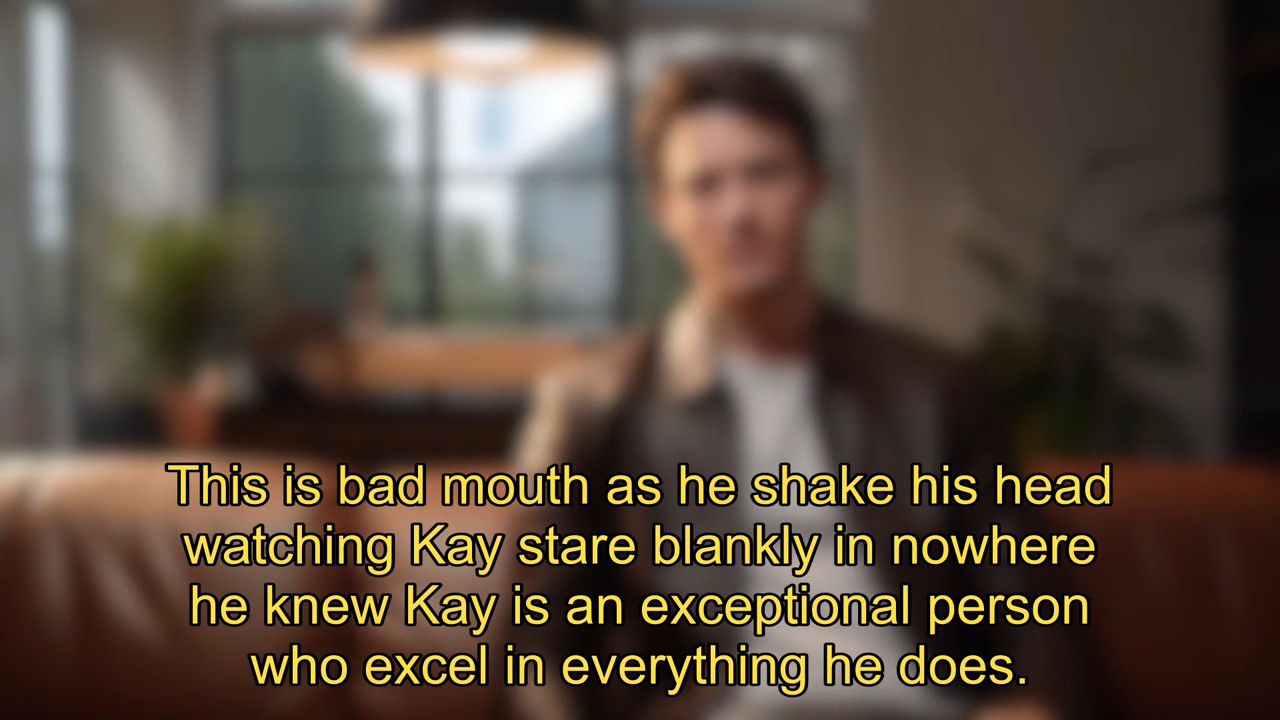 This is bad mouth as he shake his head
watching Kay stare blankly in nowhere
he knew Kay is an exceptional person
who excel in everything he does.